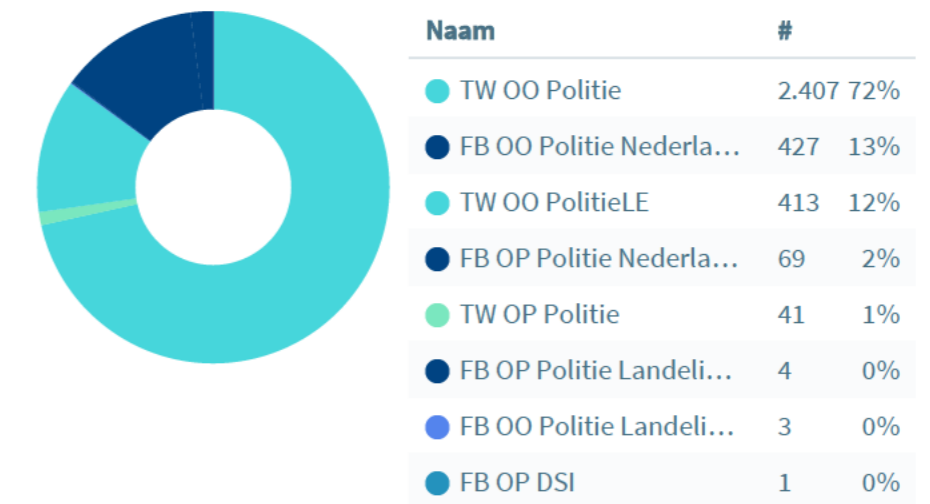 Naam #
TW OO Politie 2.407 72%
FB OO Politie Nederla... 427 13%
TW OO PolitieLE 413 12%
FB OP Politie Nederla... 69 2%
TW OP Politie 41 1%
FB OP Politie Landeli... 4 0%
FB OO Politie Landeli... 3 0%
FB OP DSI 1 0%